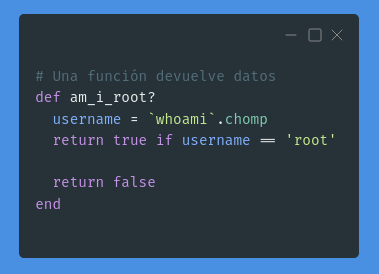 # Una función devuelve datos
def am_i_root?
  username = `whoami`.chomp
  return true if username == 'root'

  return false
end